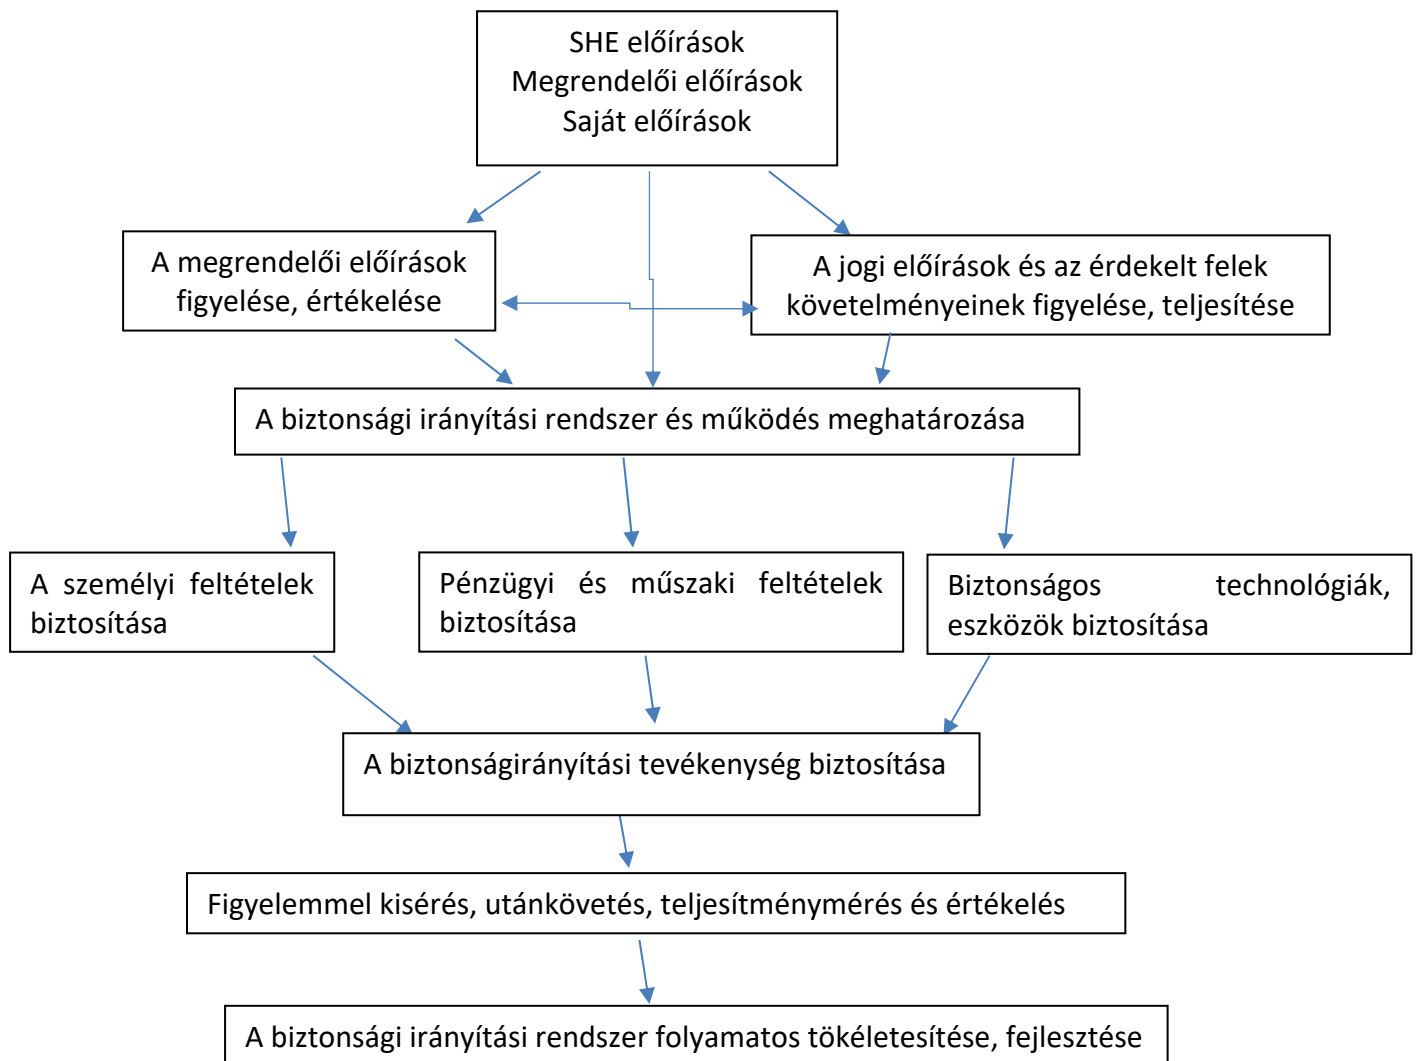 SHE előírások
Megrendelői előírások
Saját előírások
A megrendelői előírások
figyelése, értékelése
A jogi előírások és az érdekelt felek
követelményeinek figyelése, teljesítése
A biztonsági irányítási rendszer és működés meghatározása
A személyi feltételek
biztosítása
Pénzügyi és műszaki feltételek
biztosítása
Biztonságos technológiák,
eszközök biztosítása
A biztonságirányítási tevékenység biztosítása
Figyelemmel kisérés, utánkövetés, teljesítménymérés és értékelés
A biztonsági irányítási rendszer folyamatos tökéletesítése, fejlesztése